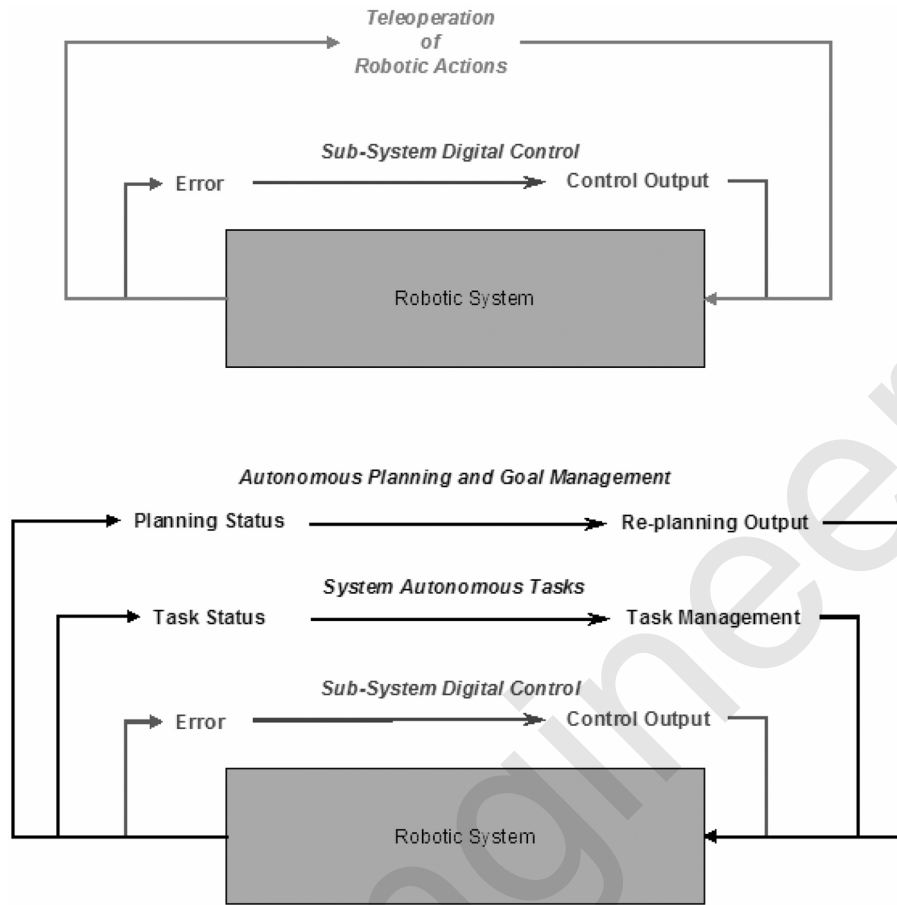 Teleoperation
of
Robotic Actions
Sub-System Digital Control
Error
Control Output
Robotic System
Autonomous Planning and Goal Management
Planning Status
Re-planning Output
System Autonomous Tasks
Task Status
Task Management
Sub-System Digital Control
Error
Control Output
Robotic System